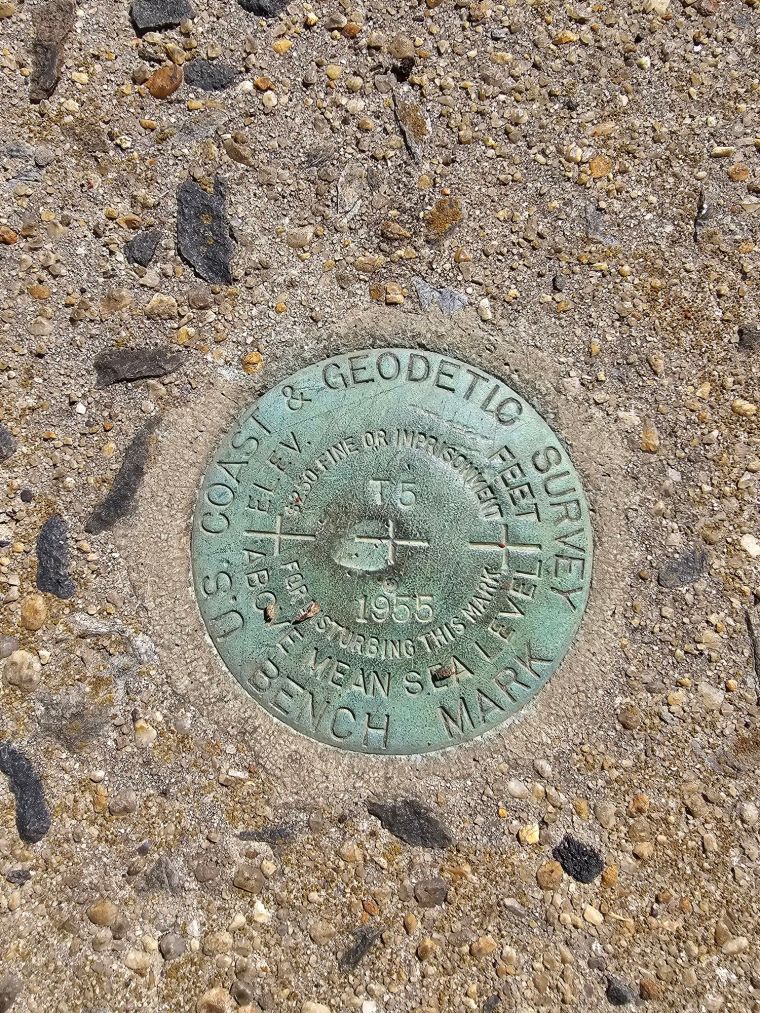 U.S. COAST & GEODETIC SURVEY
BENCH MARK
ELEV. FEET
ABOVE MEAN SEA LEVEL
$250 FINE OR IMPRISONMENT
FOR DISTURBING THIS MARK
T5
1955